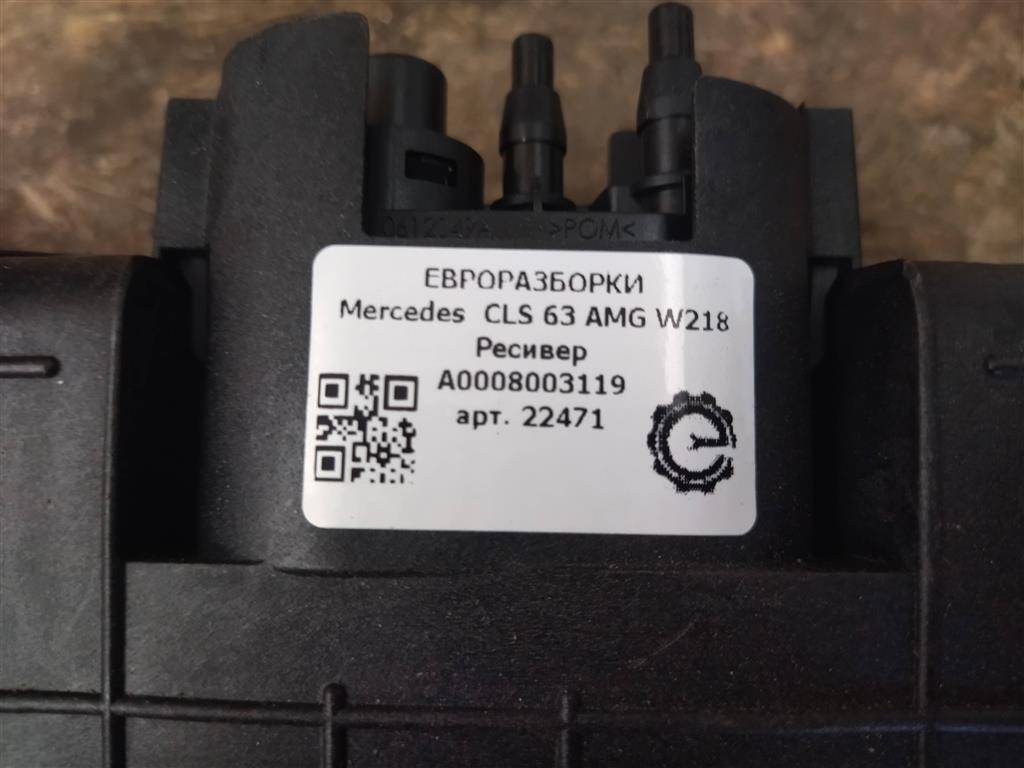 >POM<
ЕВРОРАЗБОРКИ
Mercedes CLS 63 AMG W218
Ресивер
A0008003119
арт. 22471